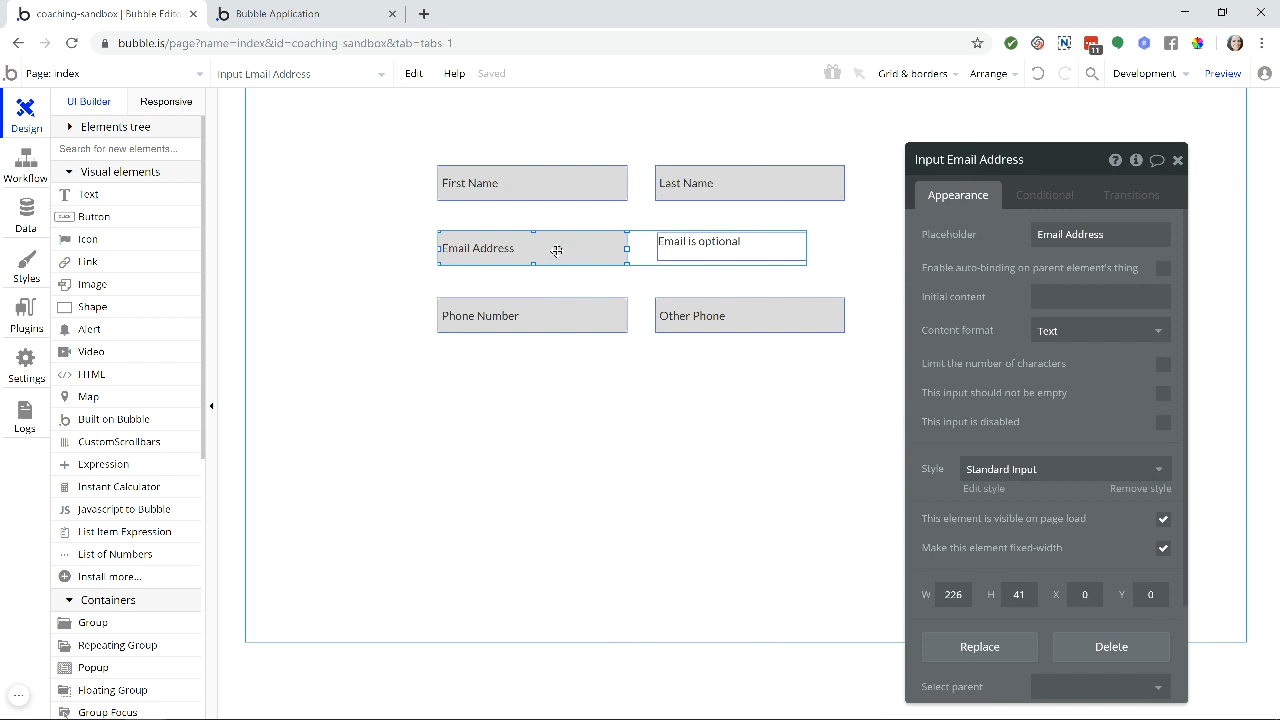 coaching-sandbox | Bubble Edito
Bubble Application
bubble.is/page?name=index&id=coaching-sandbox&tab=tabs-1
11
Page: index
Input Email Address
Edit
Help
Saved
Grid & borders
Arrange
Development
Preview
Design
Workflow
Data
Styles
Plugins
Settings
Logs
UI Builder
Responsive
Elements tree
Search for new elements...
Visual elements
Text
CLICK
Button
Icon
Link
Image
Shape
Alert
Video
HTML
Map
Built on Bubble
CustomScrollbars
Expression
Instant Calculator
Javascript to Bubble
List Item Expression
List of Numbers
Install more...
Containers
Group
Repeating Group
Popup
Floating Group
Group Focus
First Name
Last Name
Email Address
Email is optional
Phone Number
Other Phone
Input Email Address
Appearance
Conditional
Transitions
Placeholder
Email Address
Enable auto-binding on parent element's thing
Initial content
Content format
Text
Limit the number of characters
This input should not be empty
This input is disabled
Style
Standard Input
Edit style
Remove style
This element is visible on page load
Make this element fixed-width
W 226 H 41 X 0 Y 0
Replace
Delete
Select parent